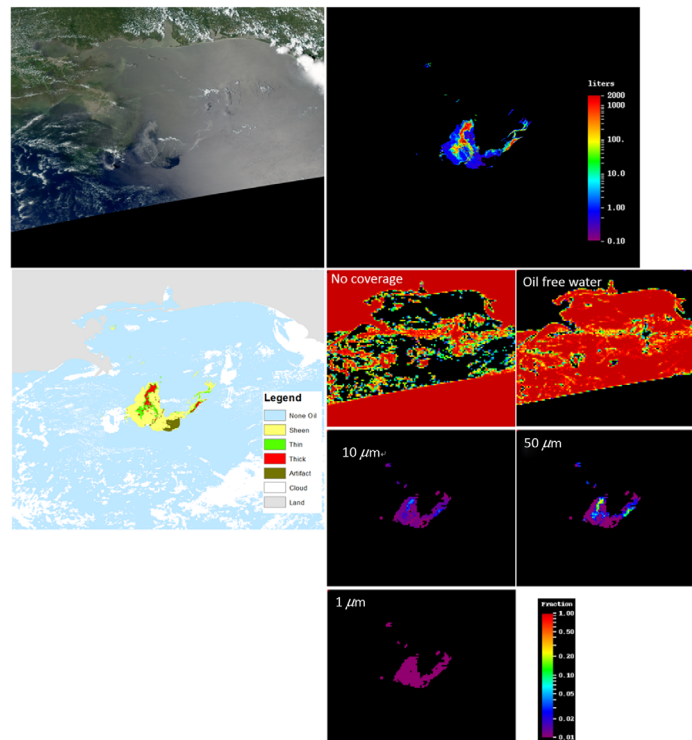 liters
2000
1000
100.
10.0
1.00
0.10
No coverage
Oil free water
Legend
None Oil
Sheen
Thin
Thick
Artifact
Cloud
Land
10 μm
50 μm
1 μm
Fraction
1.00
0.50
0.20
0.10
0.05
0.02
0.01